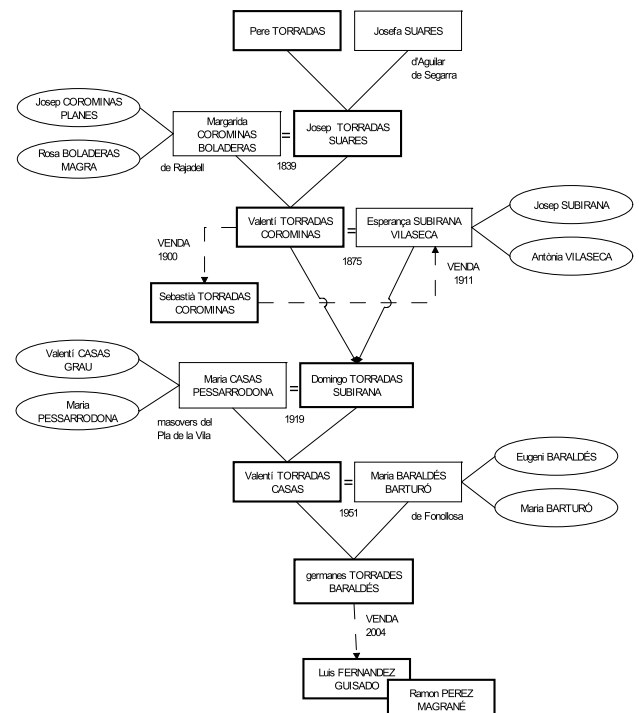 Pere TORRADAS
Josefa SUARES
d'Aguilar
de Segarra
Josep COROMINAS
PLANES
Rosa BOLADERAS
MAGRA
Margarida
COROMINAS
BOLADERAS
=
Josep TORRADAS
SUARES
de Rajadell
1839
Valentí TORRADAS
COROMINAS
=
Esperança SUBIRANA
VILASECA
Josep SUBIRANA
Antònia VILASECA
VENDA
1900
1875
VENDA
1911
Sebastià TORRADAS
COROMINAS
Valentí CASAS
GRAU
Maria
PESSARRODONA
Maria CASAS
PESSARRODONA
=
Domingo TORRADAS
SUBIRANA
masovers del
Pla de la Vila
1919
Valentí TORRADAS
CASAS
=
Maria BARALDÉS
BARTURÓ
Eugeni BARALDÉS
Maria BARTURÓ
1951
de Fonollosa
germanes TORRADES
BARALDÉS
VENDA
2004
Luis FERNANDEZ
GUISADO
Ramon PEREZ
MAGRANÉ